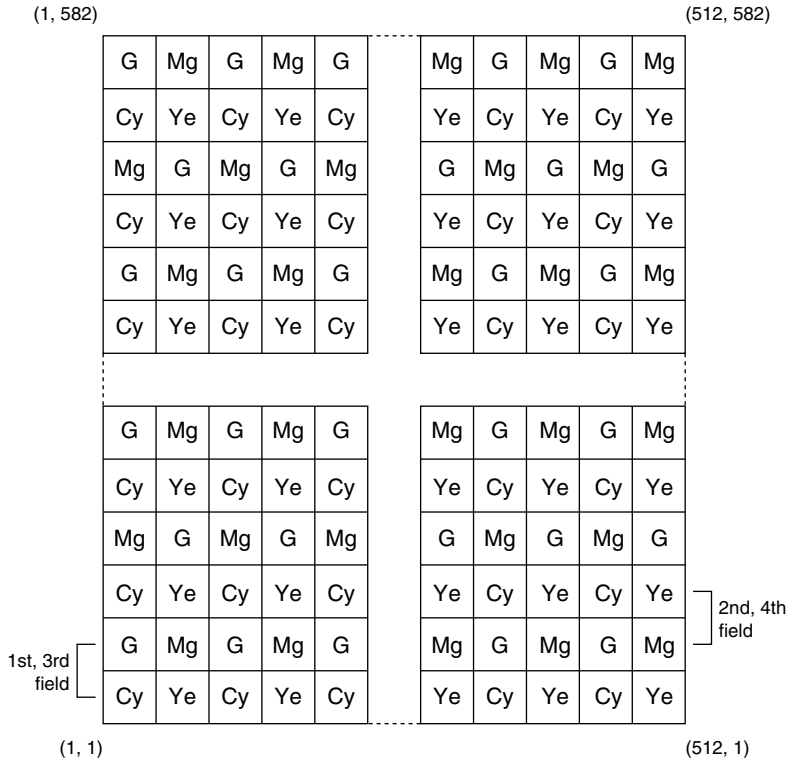 (1, 582) (512, 582)
G Mg G Mg G Mg G Mg G Mg
Cy Ye Cy Ye Cy Ye Cy Ye Cy Ye
Mg G Mg G Mg G Mg G Mg G
Cy Ye Cy Ye Cy Ye Cy Ye Cy Ye
G Mg G Mg G Mg G Mg G Mg
Cy Ye Cy Ye Cy Ye Cy Ye Cy Ye
G Mg G Mg G Mg G Mg G Mg
Cy Ye Cy Ye Cy Ye Cy Ye Cy Ye
Mg G Mg G Mg G Mg G Mg G
Cy Ye Cy Ye Cy Ye Cy Ye Cy Ye
2nd, 4th
field
G Mg G Mg G Mg G Mg G Mg
1st, 3rd
field
Cy Ye Cy Ye Cy Ye Cy Ye Cy Ye
(1, 1) (512, 1)